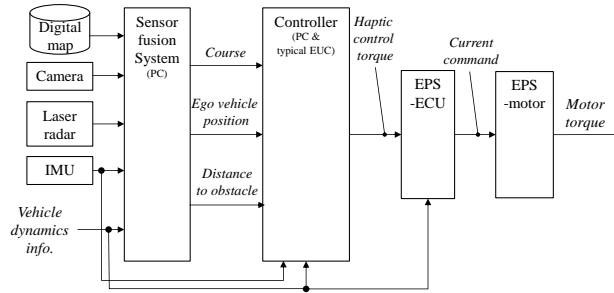 Digital
map
Camera
Laser
radar
IMU
Vehicle
dynamics
info.
Sensor
fusion
System
(PC)
Course
Ego vehicle
position
Distance
to obstacle
Controller
(PC &
typical EUC)
Haptic
control
torque
EPS
-ECU
Current
command
EPS
-motor
Motor
torque